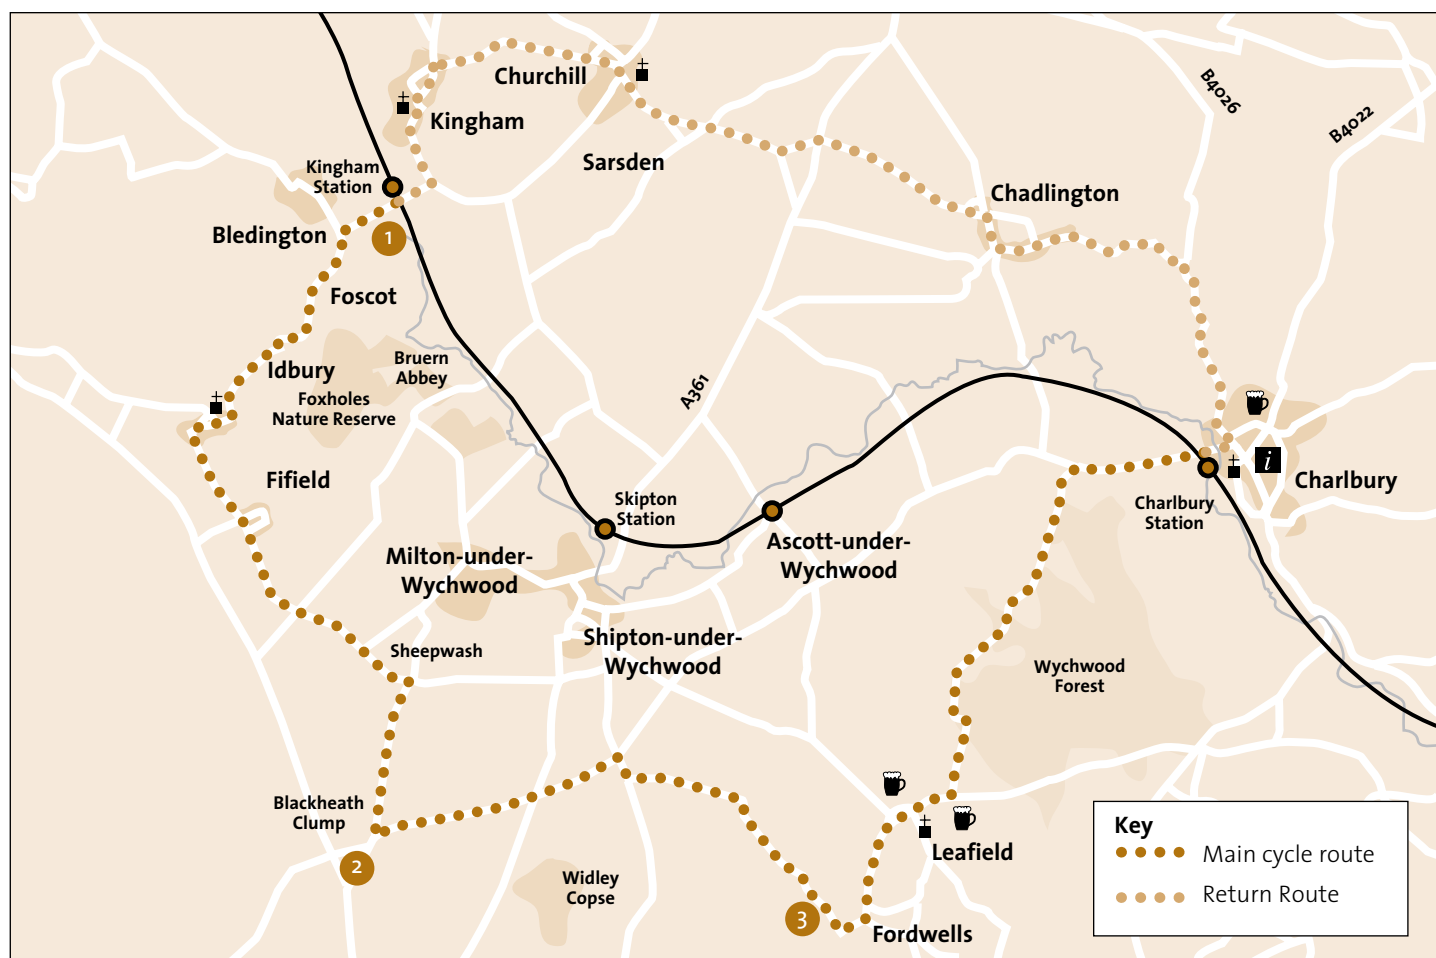 Churchill
B4026
B4022
Kingham
Sarsden
Kingham
Station
Chadlington
Bledington
1
Foscot
Bruern
Abbey
Idbury
A361
Foxholes
Nature Reserve
Fifield
i
Charlbury
Skipton
Station
Charlbury
Station
Milton-under-
Wychwood
Ascott-under-
Wychwood
Shipton-under-
Wychwood
Sheepwash
Wychwood
Forest
Blackheath
Clump
2
Leafield
Widley
Copse
3
Fordwells
Key
Main cycle route
Return Route